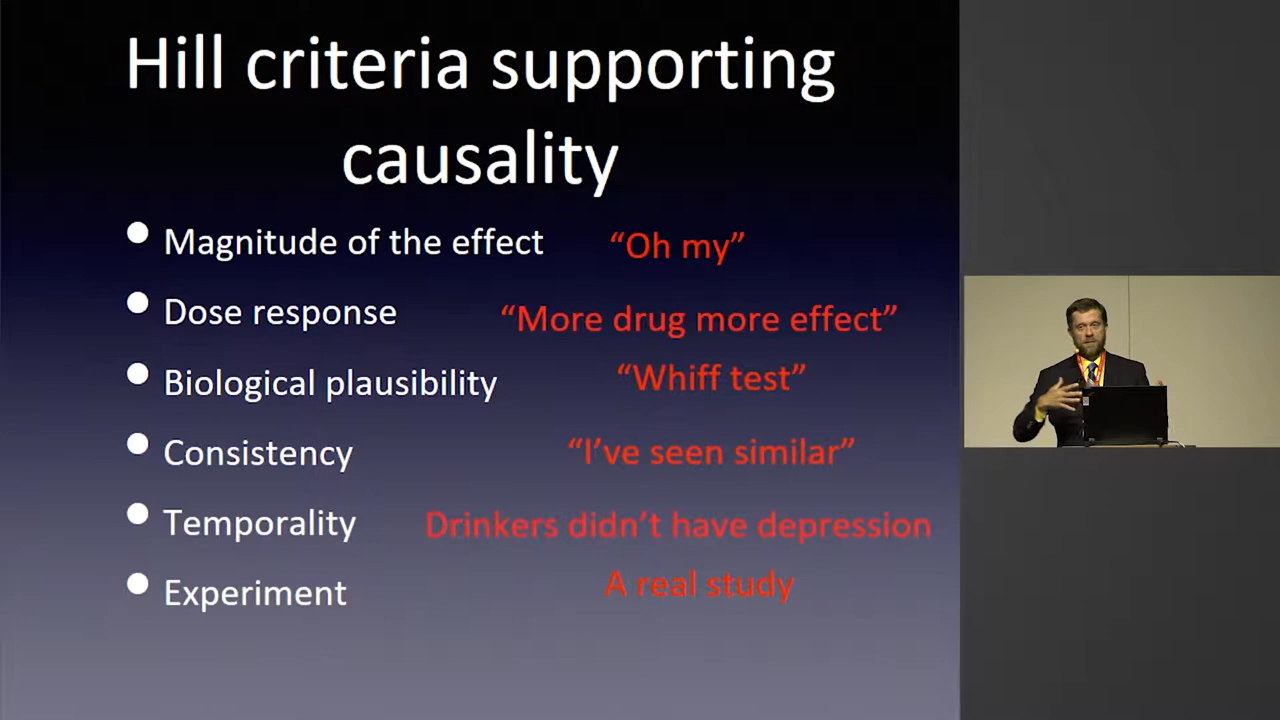 Hill criteria supporting
causality
Magnitude of the effect “Oh my”
Dose response “More drug more effect”
Biological plausibility “Whiff test”
Consistency “I’ve seen similar”
Temporality Drinkers didn’t have depression
Experiment A real study